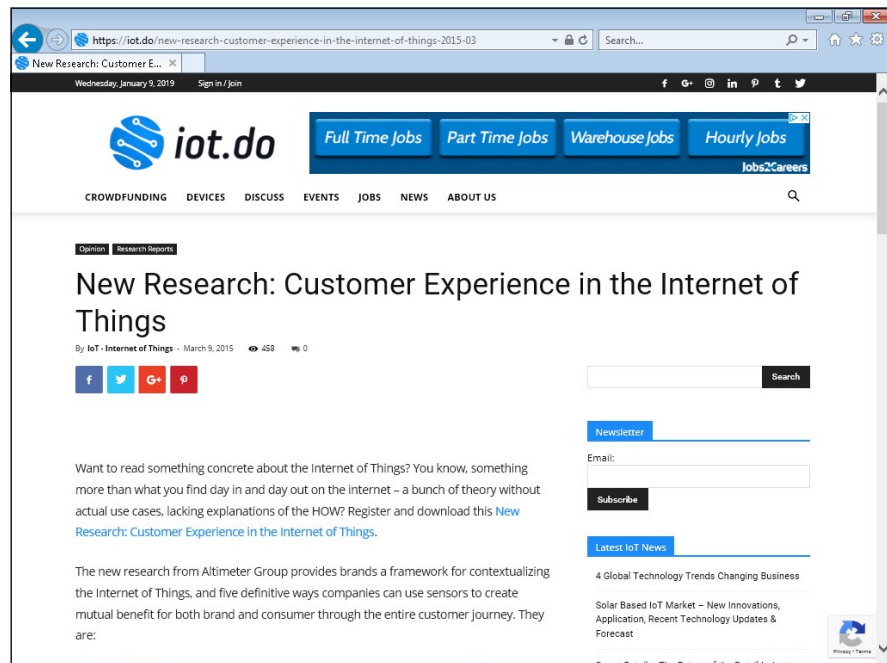 https://iot.do/new-research-customer-experience-in-the-internet-of-things-2015-03
Search...
New Research: Customer E...
Wednesday, January 9, 2019 Sign in / Join
iot.do
Full Time Jobs Part Time Jobs Warehouse Jobs Hourly Jobs
Jobs2Careers
CROWDFUNDING DEVICES DISCUSS EVENTS JOBS NEWS ABOUT US
Opinion Research Reports
New Research: Customer Experience in the Internet of
Things
By IoT - Internet of Things - March 9, 2015 458 0
Search
Newsletter
Email:
Subscribe
Want to read something concrete about the Internet of Things? You know, something
more than what you find day in and day out on the internet – a bunch of theory without
actual use cases, lacking explanations of the HOW? Register and download this New
Research: Customer Experience in the Internet of Things.
The new research from Altimeter Group provides brands a framework for contextualizing
the Internet of Things, and five definitive ways companies can use sensors to create
mutual benefit for both brand and consumer through the entire customer journey. They
are:
Latest IoT News
4 Global Technology Trends Changing Business
Solar Based IoT Market – New Innovations,
Application, Recent Technology Updates &
Forecast
Privacy - Terms